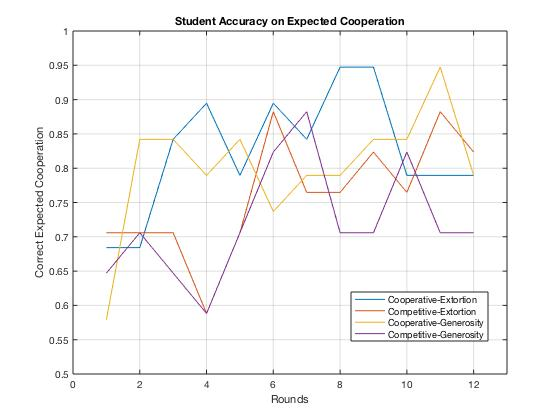 Student Accuracy on Expected Cooperation
1
0.95
0.9
0.85
0.8
0.75
0.7
0.65
0.6
0.55
0.5
Correct Expected Cooperation
Cooperative-Extortion
Competitive-Extortion
Cooperative-Generosity
Competitive-Generosity
0 2 4 6 8 10 12
Rounds